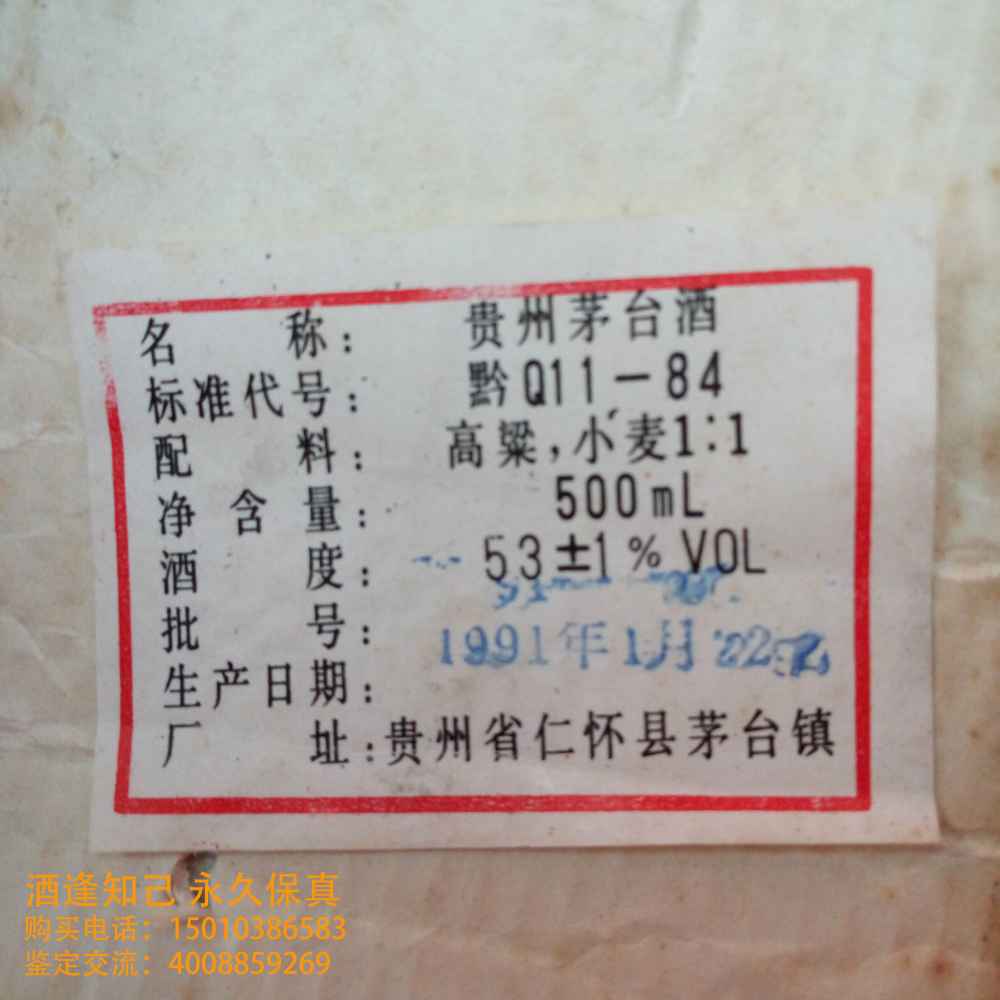 名 称: 贵州茅台酒
标准代号: 黔Q11-84
配 料: 高粱,小麦1:1
净 含 量: 500mL
酒 度: 53±1%VOL
批 号:
1991年1月22
生产日期:
厂 址:贵州省仁怀县茅台镇
酒逢知己 永久保真
购买电话:15010386583
鉴定交流:4008859269